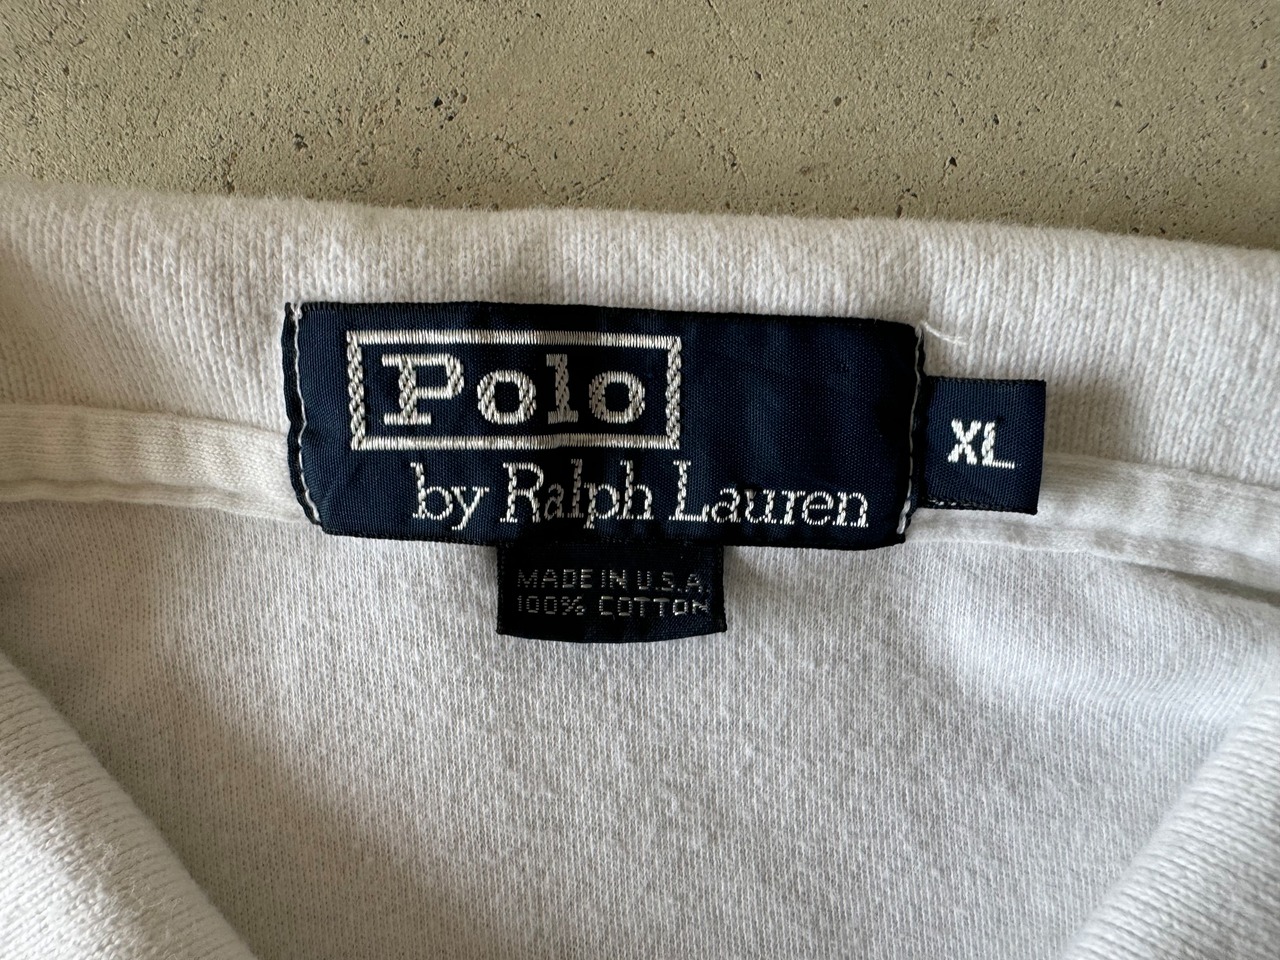 Polo
by Ralph Lauren
XL
MADE IN U.S.A.
100% COTTON